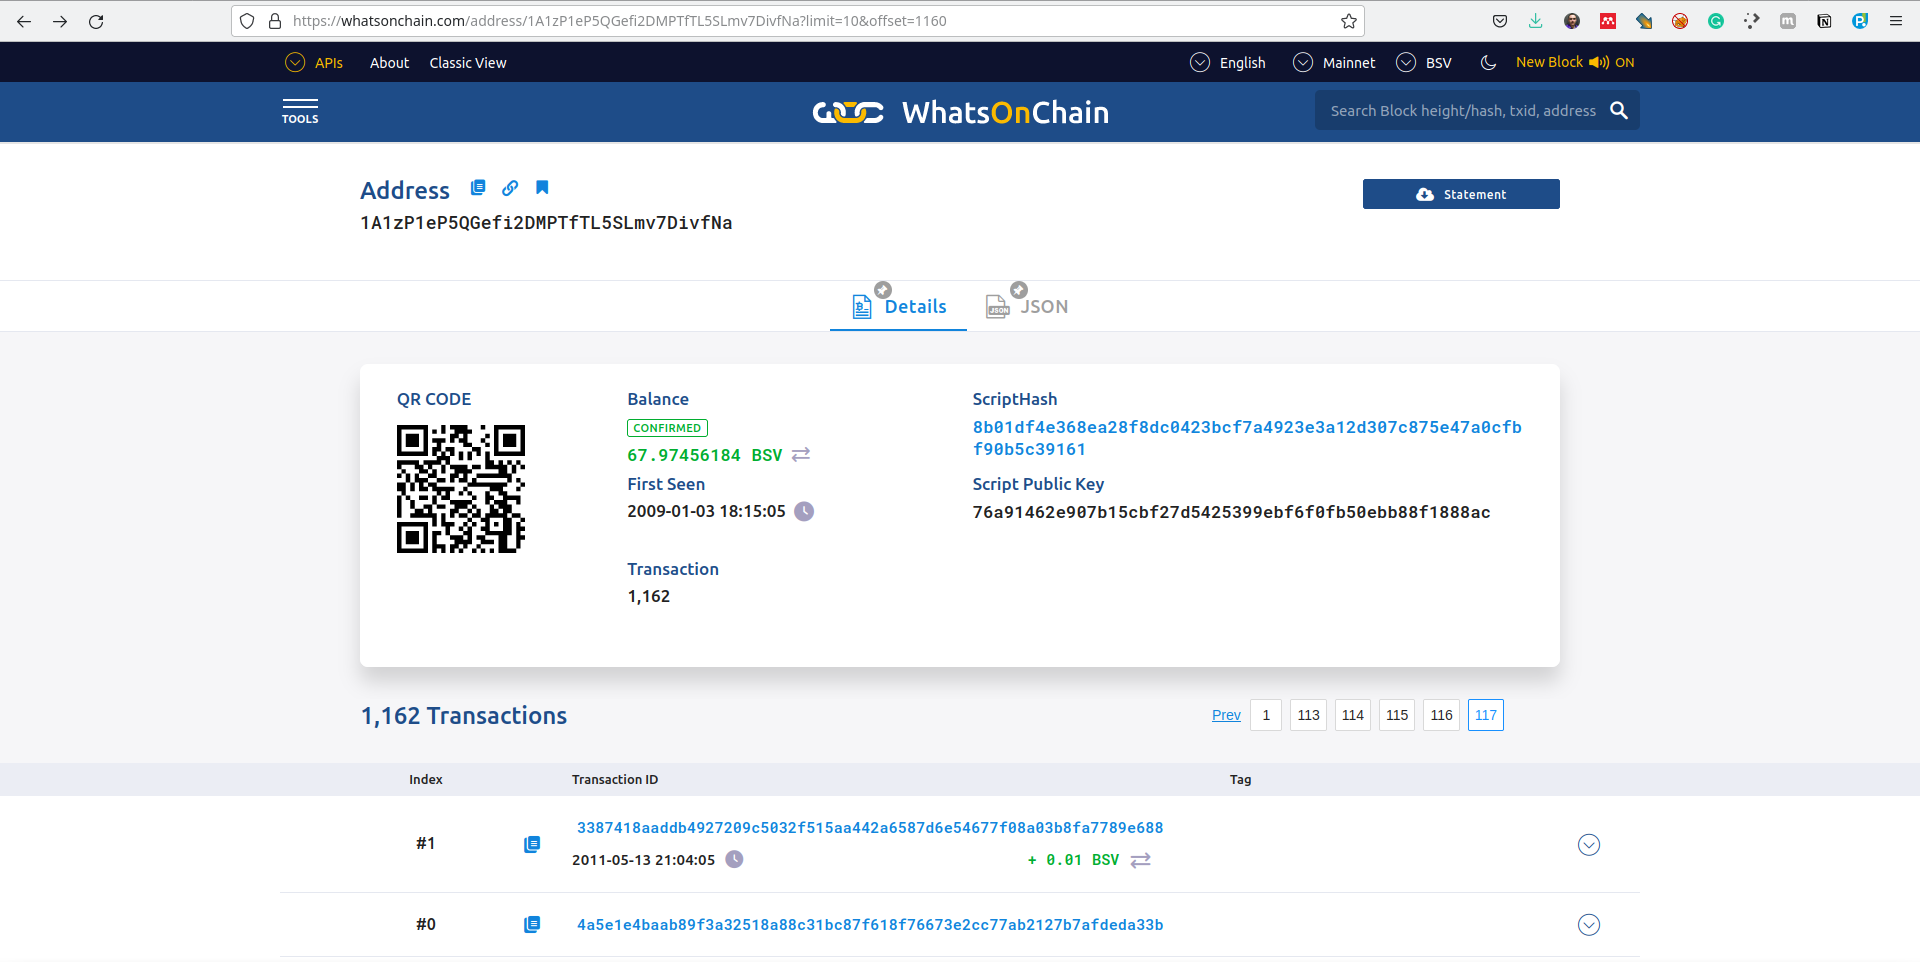 https://whatsonchain.com/address/1A1zP1eP5QGefi2DMPTfTL5SLmv7DivfNa?limit=10&offset=1160
APIs About Classic View English Mainnet BSV New Block ON
TOOLS
WhatsOnChain
Search Block height/hash, txid, address
Address
Statement
1A1zP1eP5QGefi2DMPTfTL5SLmv7DivfNa
Details JSON
QR CODE
Balance
CONFIRMED
67.97456184 BSV
First Seen
2009-01-03 18:15:05
Transaction
1,162
ScriptHash
8b01df4e368ea28f8dc0423bcf7a4923e3a12d307c875e47a0cfb
f90b5c39161
Script Public Key
76a91462e907b15cbf27d5425399ebf6f0fb50ebb88f1888ac
1,162 Transactions
Prev 1 113 114 115 116 117
Index Transaction ID Tag
#1
3387418aaddb4927209c5032f515aa442a6587d6e54677f08a03b8fa7789e688
2011-05-13 21:04:05 + 0.01 BSV
#0
4a5e1e4baab89f3a32518a88c31bc87f618f76673e2cc77ab2127b7afdeda33b